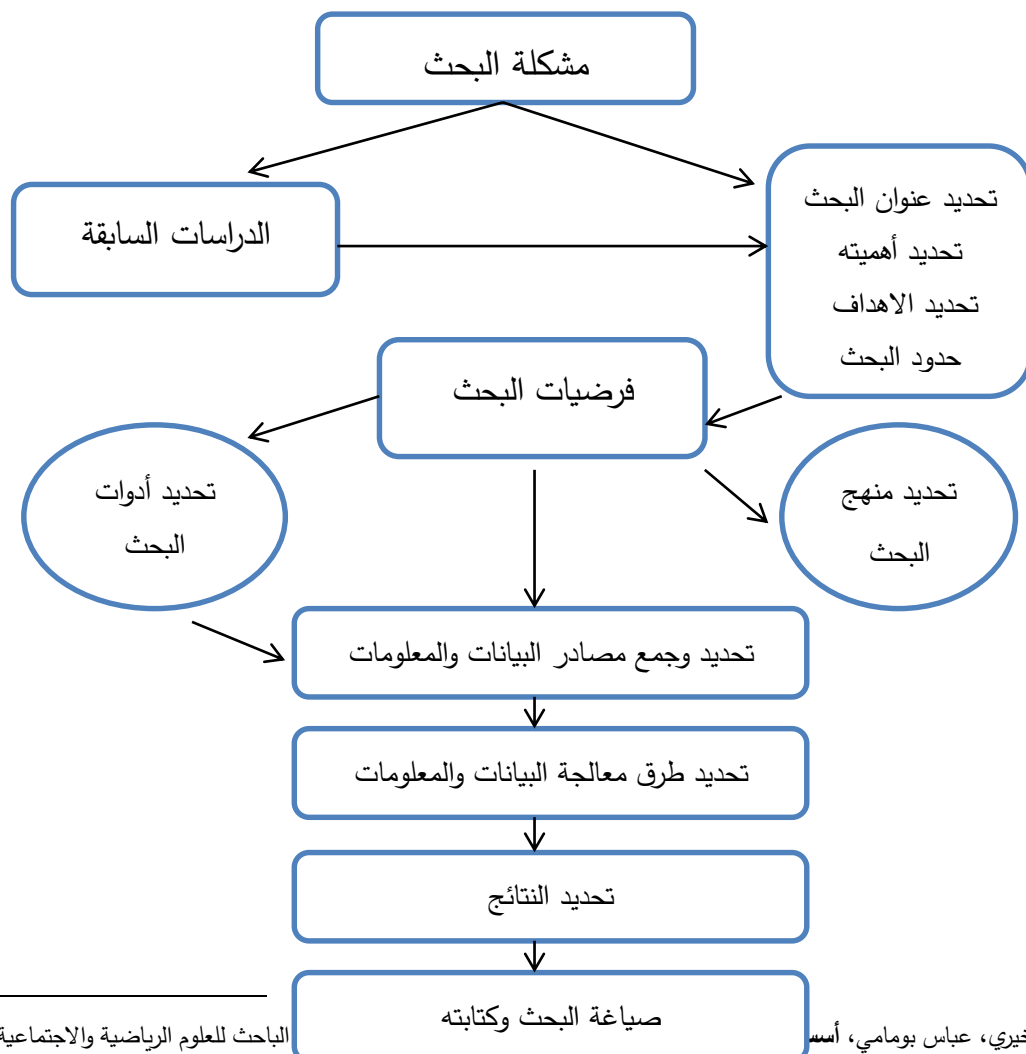 مشكلة البحث
الدراسات السابقة
تحديد عنوان البحث
تحديد أهميته
تحديد الاهداف
حدود البحث
فرضيات البحث
تحديد أدوات
البحث
تحديد منهج
البحث
تحديد وجمع مصادر البيانات والمعلومات
تحديد طرق معالجة البيانات والمعلومات
تحديد النتائج
صياغة البحث وكتابته
عباس بومامي، أسس
الباحث للعلوم الرياضية والاجتماعية